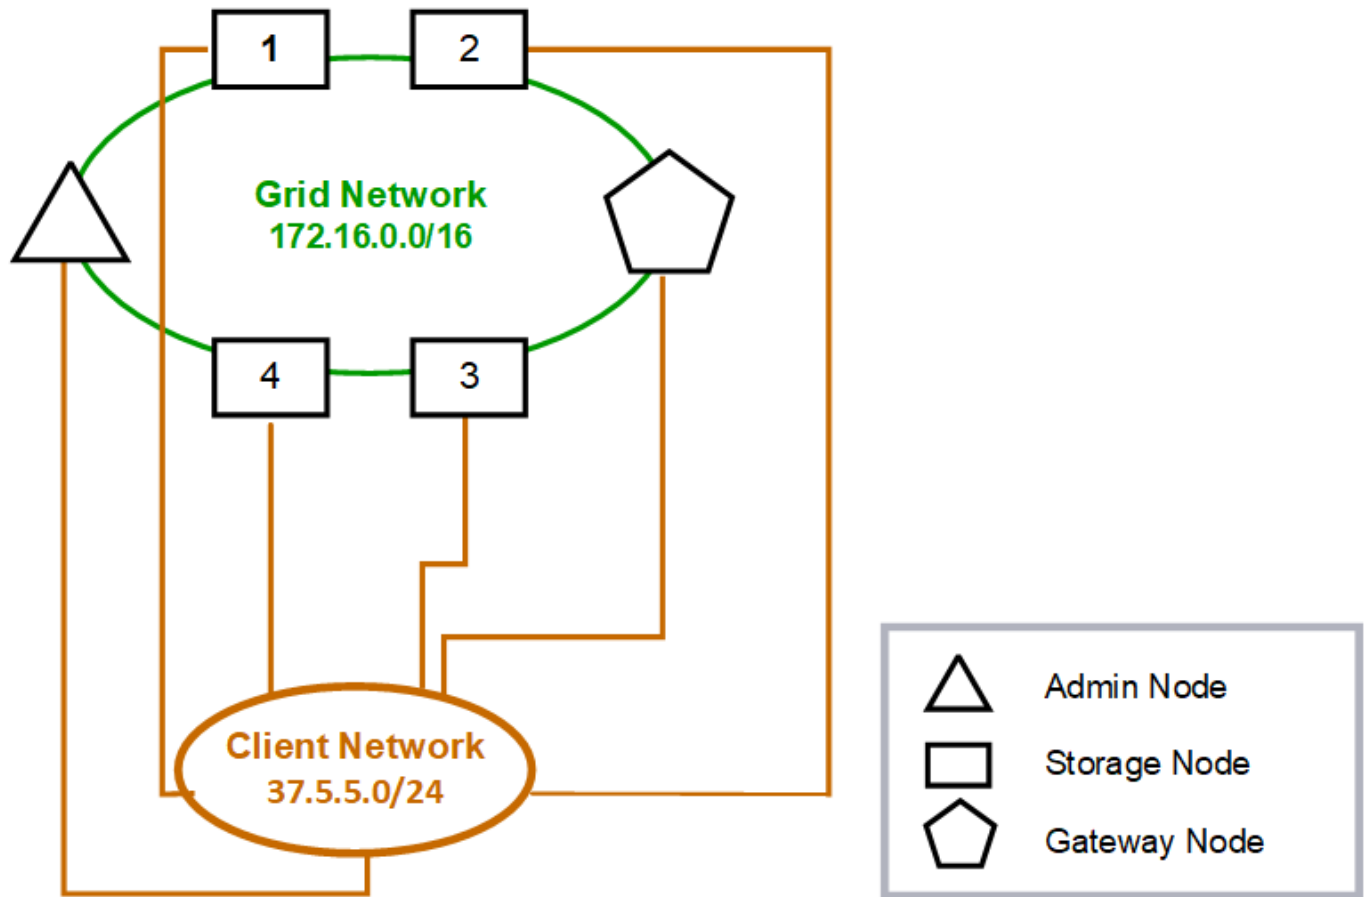 1
2
Grid Network
172.16.0.0/16
4
3
Client Network
37.5.5.0/24
Admin Node
Storage Node
Gateway Node